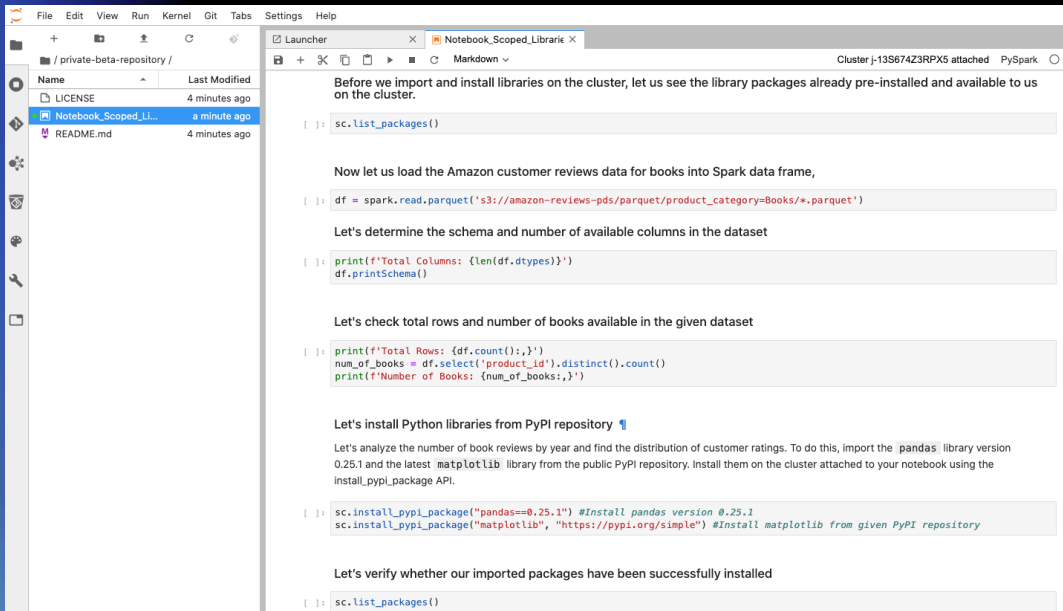 File Edit View Run Kernel Git Tabs Settings Help
/ private-beta-repository /
Name Last Modified
LICENSE 4 minutes ago
Notebook_Scoped_Li... a minute ago
README.md 4 minutes ago
Launcher
Notebook_Scoped_Librarie
Markdown
Cluster j-13S674Z3RPX5 attached PySpark
Before we import and install libraries on the cluster, let us see the library packages already pre-installed and available to us
on the cluster.
[ ]: sc.list_packages()
Now let us load the Amazon customer reviews data for books into Spark data frame,
[ ]: df = spark.read.parquet('s3://amazon-reviews-pds/parquet/product_category=Books/*.parquet')
Let's determine the schema and number of available columns in the dataset
[ ]: print(f'Total Columns: {len(df.dtypes)}')
df.printSchema()
Let's check total rows and number of books available in the given dataset
[ ]: print(f'Total Rows: {df.count():,}')
num_of_books = df.select('product_id').distinct().count()
print(f'Number of Books: {num_of_books:,}')
Let's install Python libraries from PyPI repository ¶
Let's analyze the number of book reviews by year and find the distribution of customer ratings. To do this, import the pandas library version
0.25.1 and the latest matplotlib library from the public PyPI repository. Install them on the cluster attached to your notebook using the
install_pypi_package API.
[ ]: sc.install_pypi_package("pandas==0.25.1") #Install pandas version 0.25.1
sc.install_pypi_package("matplotlib", "https://pypi.org/simple") #Install matplotlib from given PyPI repository
Let’s verify whether our imported packages have been successfully installed
[ ]: sc.list_packages()